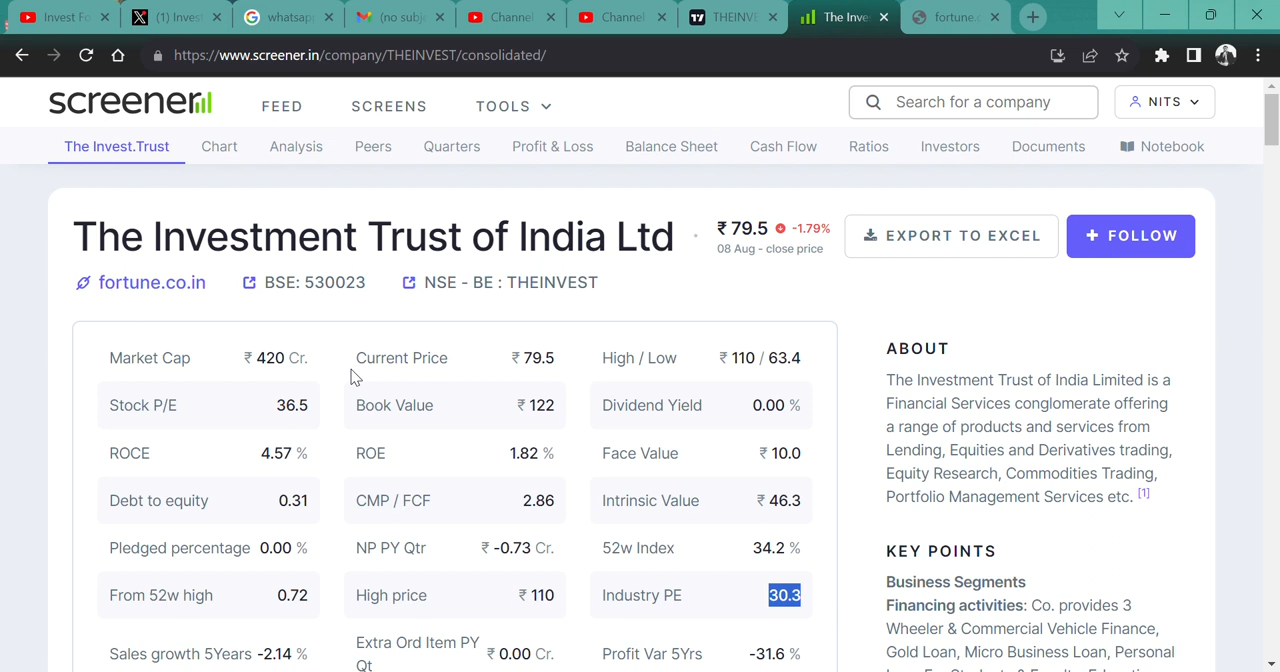 Invest Fo
(1) Invest
whatsapp
(no subje
Channel
Channel
THEINVE
The Inve
fortune.c
https://www.screener.in/company/THEINVEST/consolidated/
screener
FEED
SCREENS
TOOLS
Search for a company
NITS
The Invest.Trust
Chart
Analysis
Peers
Quarters
Profit & Loss
Balance Sheet
Cash Flow
Ratios
Investors
Documents
Notebook
The Investment Trust of India Ltd
₹ 79.5 -1.79%
08 Aug - close price
EXPORT TO EXCEL
+ FOLLOW
fortune.co.in
BSE: 530023
NSE - BE : THEINVEST
Market Cap ₹ 420 Cr.
Current Price ₹ 79.5
High / Low ₹ 110 / 63.4
Stock P/E 36.5
Book Value ₹ 122
Dividend Yield 0.00 %
ROCE 4.57 %
ROE 1.82 %
Face Value ₹ 10.0
Debt to equity 0.31
CMP / FCF 2.86
Intrinsic Value ₹ 46.3
Pledged percentage 0.00 %
NP PY Qtr ₹ -0.73 Cr.
52w Index 34.2 %
From 52w high 0.72
High price ₹ 110
Industry PE 30.3
Sales growth 5Years -2.14 %
Extra Ord Item PY
Qt
₹ 0.00 Cr.
Profit Var 5Yrs -31.6 %
ABOUT
The Investment Trust of India Limited is a
Financial Services conglomerate offering
a range of products and services from
Lending, Equities and Derivatives trading,
Equity Research, Commodities Trading,
Portfolio Management Services etc. [1]
KEY POINTS
Business Segments
Financing activities: Co. provides 3
Wheeler & Commercial Vehicle Finance,
Gold Loan, Micro Business Loan, Personal